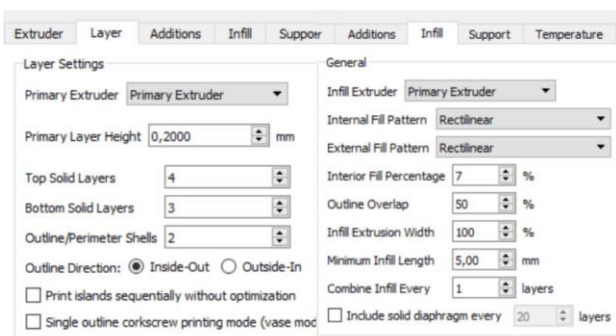 Extruder Layer Additions Infill Suppor
Layer Settings
Primary Extruder Primary Extruder
Primary Layer Height 0,2000 mm
Top Solid Layers 4
Bottom Solid Layers 3
Outline/Perimeter Shells 2
Outline Direction: Inside-Out Outside-In
Print islands sequentially without optimization
Single outline corkscrew printing mode (vase mod
Additions Infill Support Temperature
General
Infill Extruder Primary Extruder
Internal Fill Pattern Rectilinear
External Fill Pattern Rectilinear
Interior Fill Percentage 7 %
Outline Overlap 50 %
Infill Extrusion Width 100 %
Minimum Infill Length 5,00 mm
Combine Infill Every 1 layers
Include solid diaphragm every 20 layers